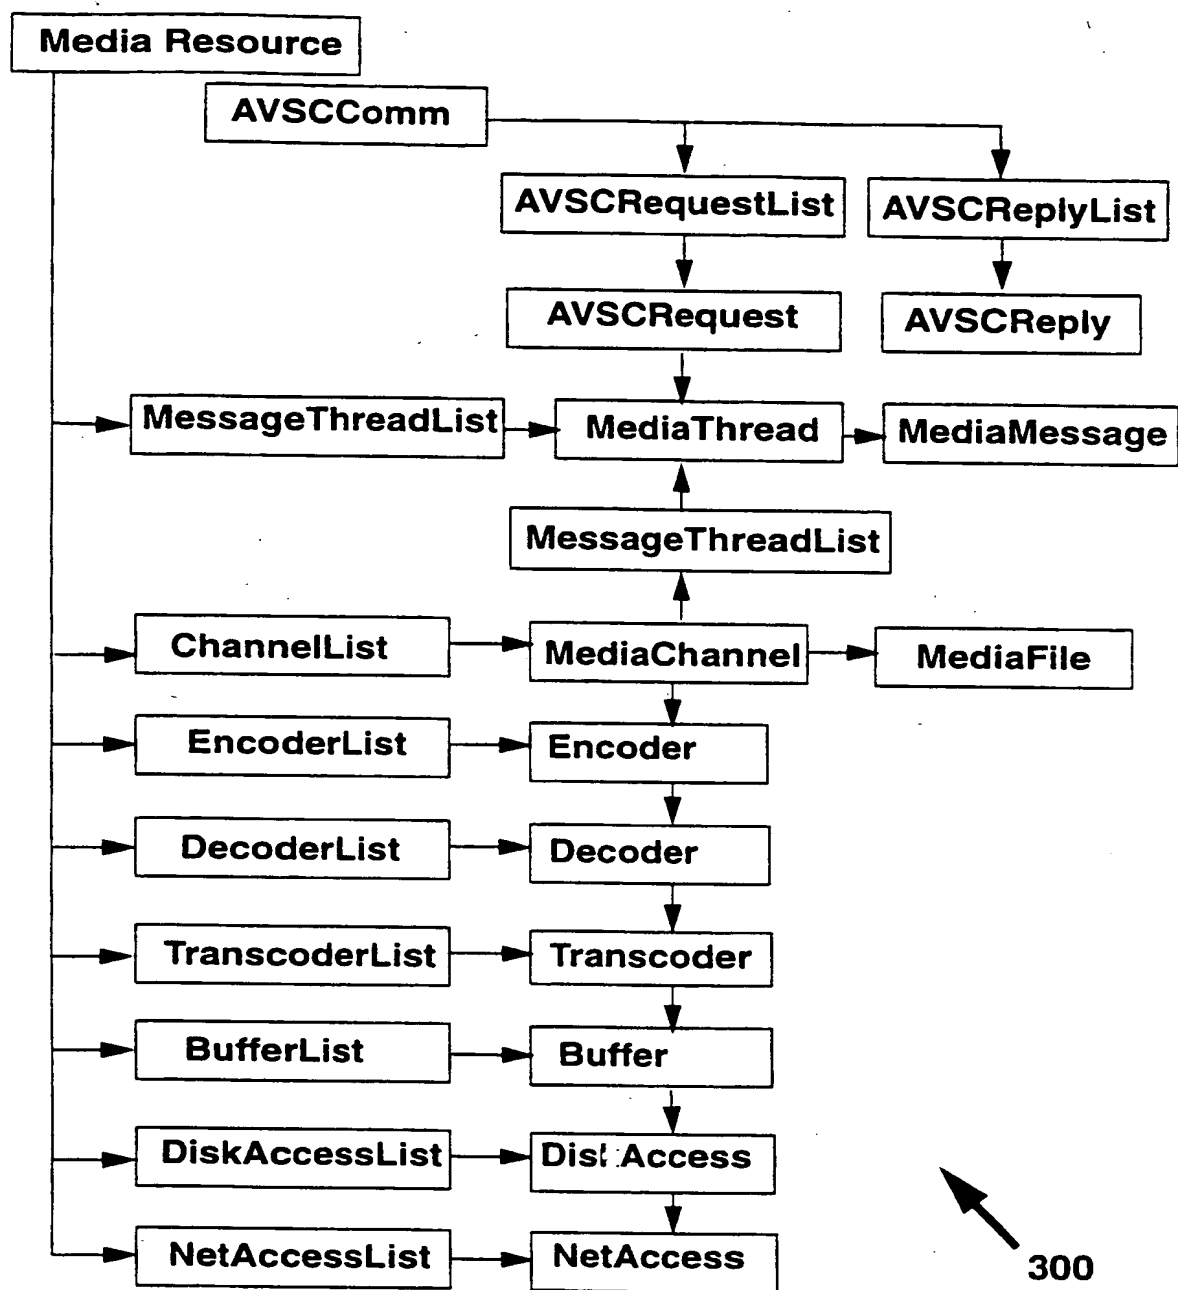 Media Resource
AVSCComm
AVSCRequestList
AVSCReplyList
AVSCRequest
AVSCReply
MessageThreadList
MediaThread
MediaMessage
MessageThreadList
ChannelList
MediaChannel
MediaFile
EncoderList
Encoder
DecoderList
Decoder
TranscoderList
Transcoder
BufferList
Buffer
DiskAccessList
Disk Access
NetAccessList
NetAccess
300